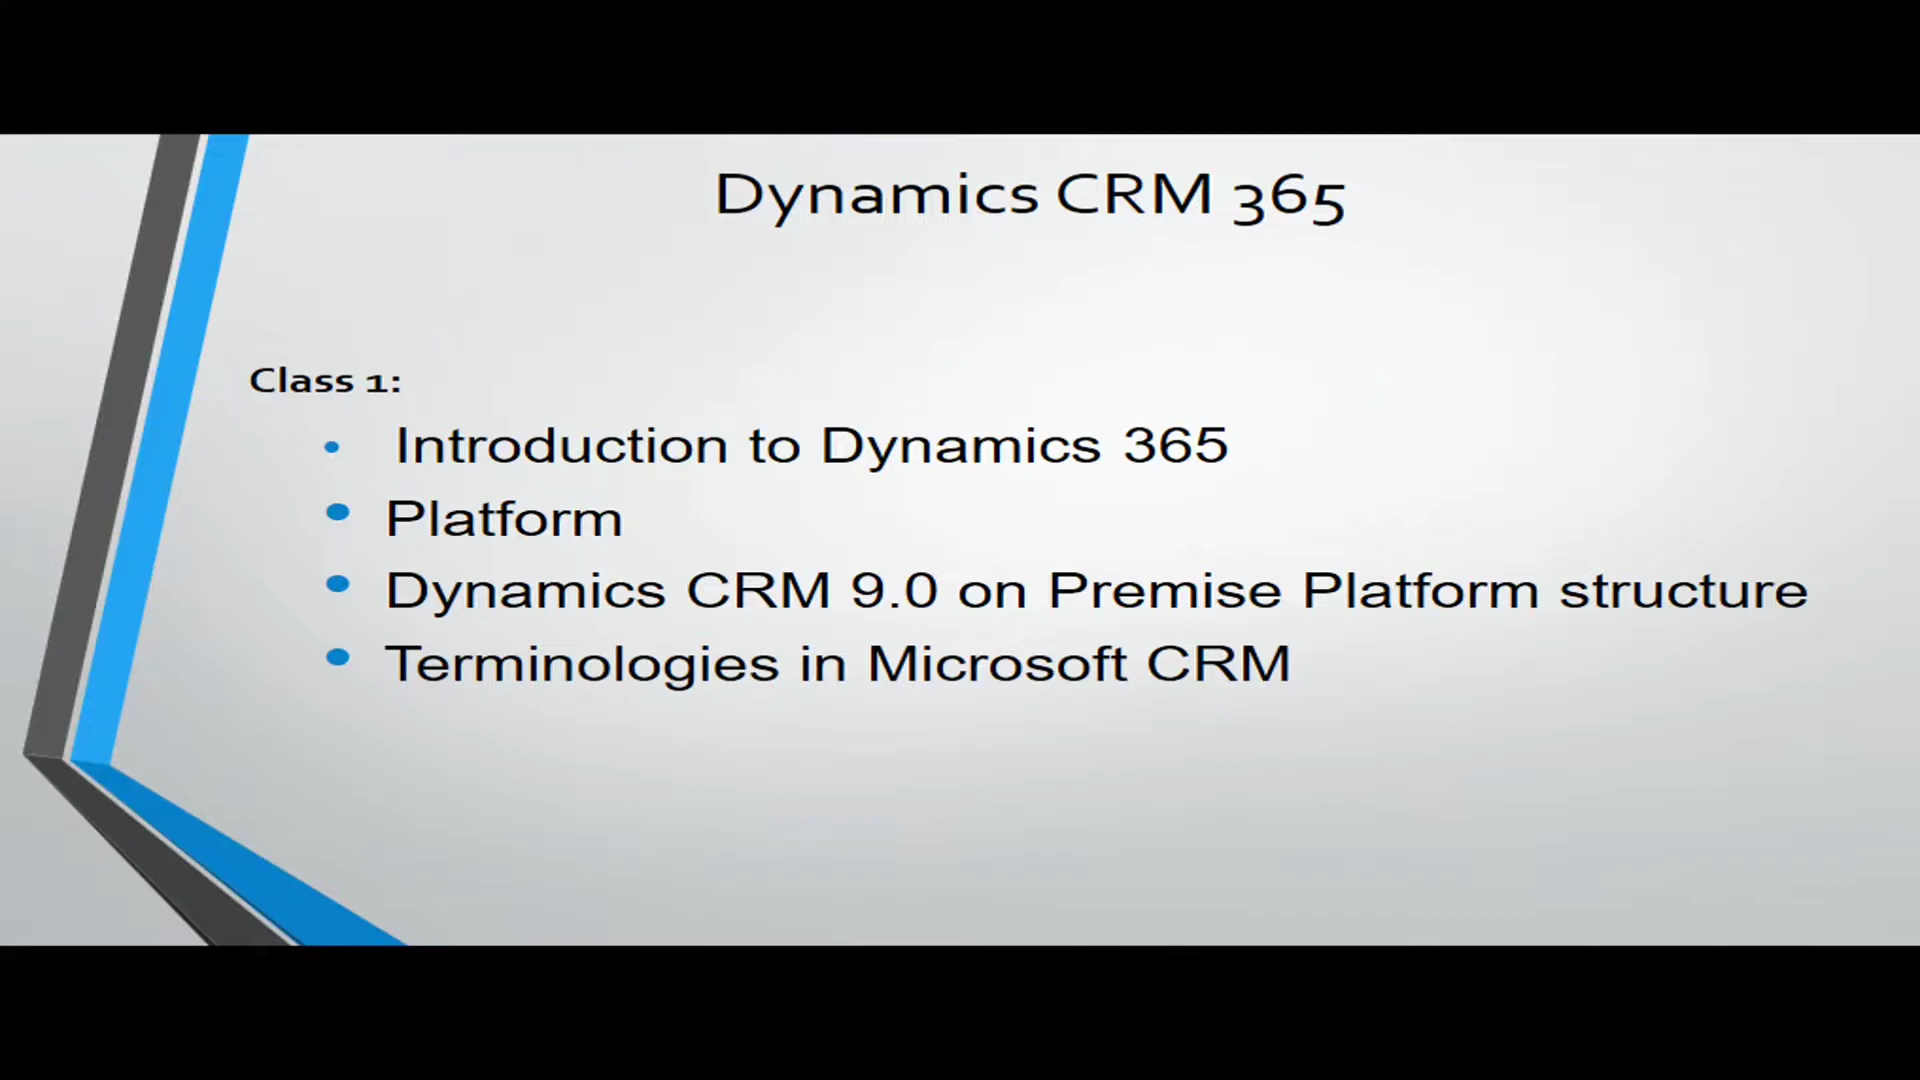 Dynamics CRM 365
Class 1:
• Introduction to Dynamics 365
• Platform
• Dynamics CRM 9.0 on Premise Platform structure
• Terminologies in Microsoft CRM